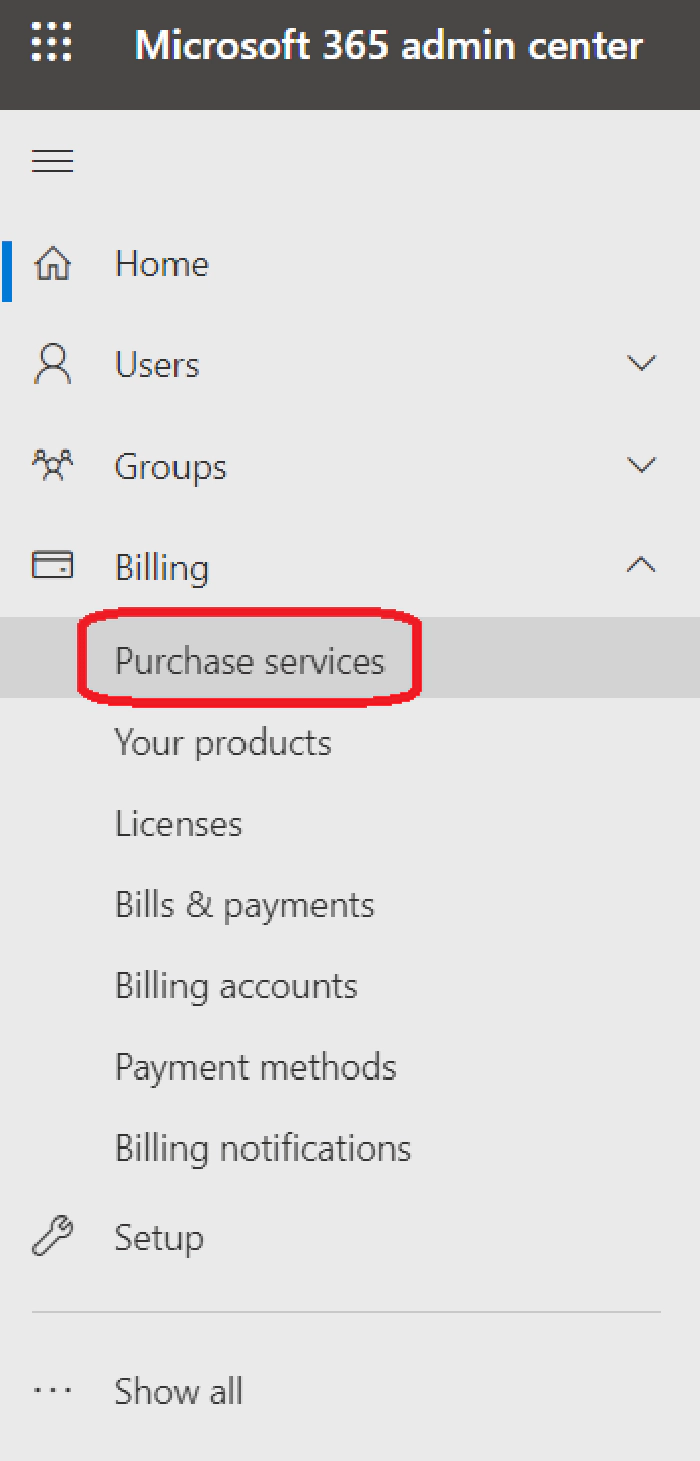 Microsoft 365 admin center
Home
Users
Groups
Billing
Purchase services
Your products
Licenses
Bills & payments
Billing accounts
Payment methods
Billing notifications
Setup
Show all